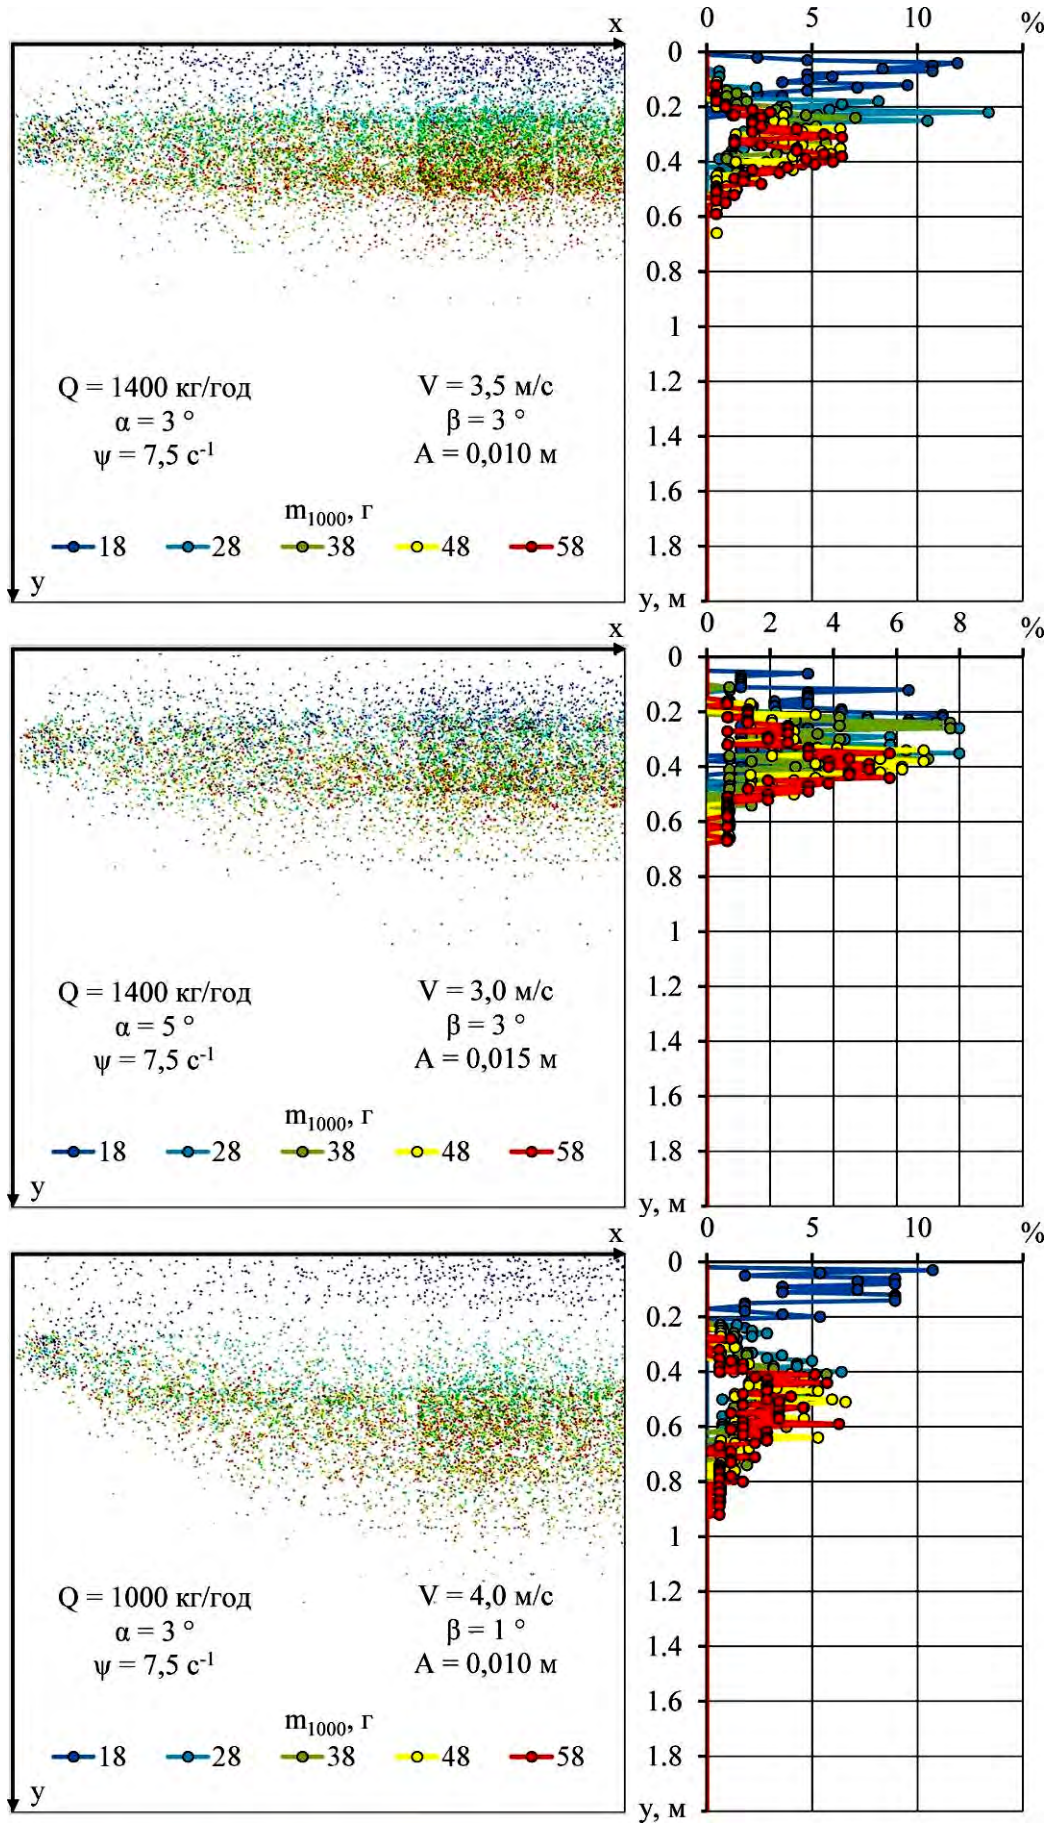 x
0 5 10 %
0
0.2
0.4
0.6
0.8
1
1.2
1.4
1.6
1.8
y, м
Q = 1400 кг/год V = 3,5 м/с
α = 3 ° β = 3 °
ψ = 7,5 с-1 A = 0,010 м
m1000, г
18 28 38 48 58
y
x
0 2 4 6 8 %
0
0.2
0.4
0.6
0.8
1
1.2
1.4
1.6
1.8
y, м
Q = 1400 кг/год V = 3,0 м/с
α = 5 ° β = 3 °
ψ = 7,5 с-1 A = 0,015 м
m1000, г
18 28 38 48 58
y
x
0 5 10 %
0
0.2
0.4
0.6
0.8
1
1.2
1.4
1.6
1.8
y, м
Q = 1000 кг/год V = 4,0 м/с
α = 3 ° β = 1 °
ψ = 7,5 с-1 A = 0,010 м
m1000, г
18 28 38 48 58
y